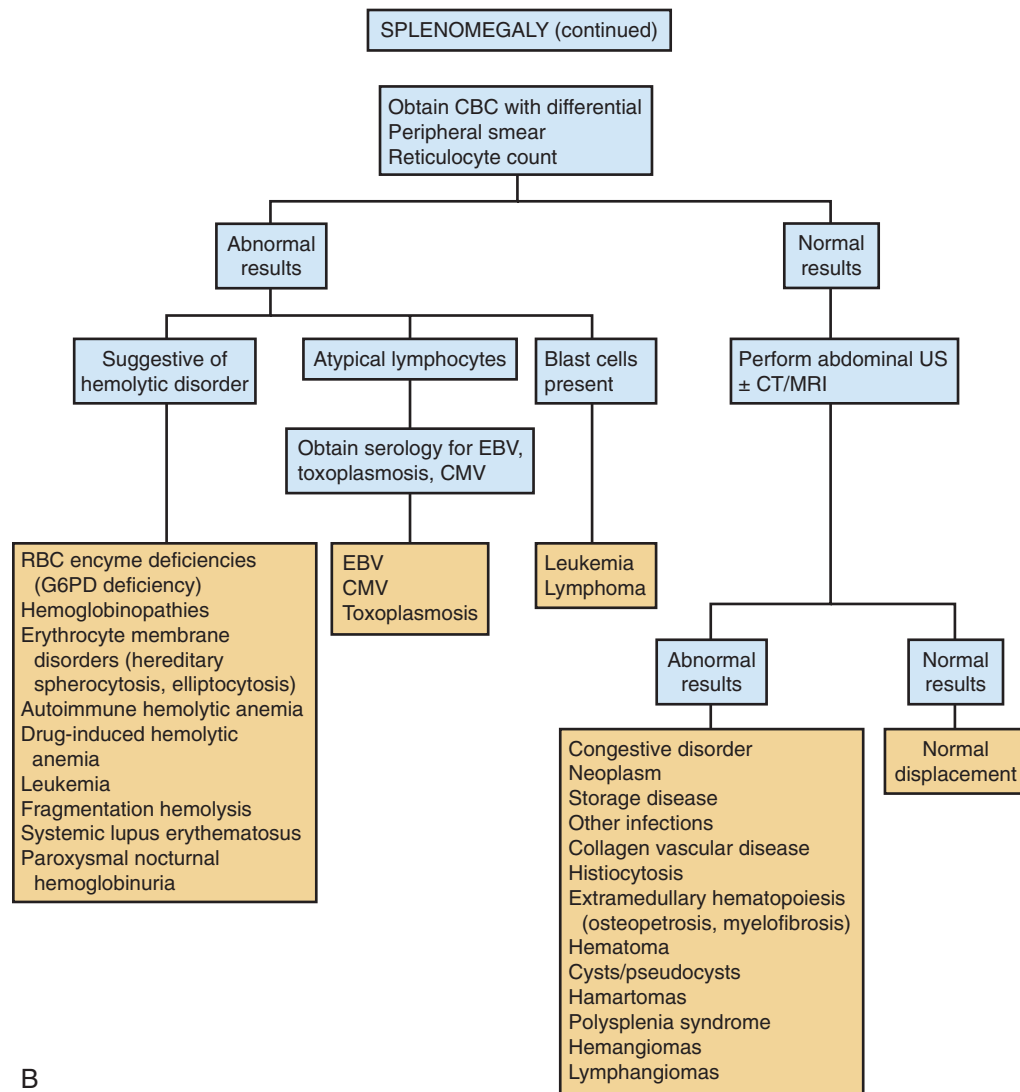 SPLENOMEGALY (continued)
Obtain CBC with differential
Peripheral smear
Reticulocyte count
Abnormal
results
Normal
results
Suggestive of
hemolytic disorder
Atypical lymphocytes
Blast cells
present
Perform abdominal US
± CT/MRI
Obtain serology for EBV,
toxoplasmosis, CMV
RBC encyme deficiencies
(G6PD deficiency)
Hemoglobinopathies
Erythrocyte membrane
disorders (hereditary
spherocytosis, elliptocytosis)
Autoimmune hemolytic anemia
Drug-induced hemolytic
anemia
Leukemia
Fragmentation hemolysis
Systemic lupus erythematosus
Paroxysmal nocturnal
hemoglobinuria
EBV
CMV
Toxoplasmosis
Leukemia
Lymphoma
Abnormal
results
Normal
results
Congestive disorder
Neoplasm
Storage disease
Other infections
Collagen vascular disease
Histiocytosis
Extramedullary hematopoiesis
(osteopetrosis, myelofibrosis)
Hematoma
Cysts/pseudocysts
Hamartomas
Polysplenia syndrome
Hemangiomas
Lymphangiomas
Normal
displacement
B